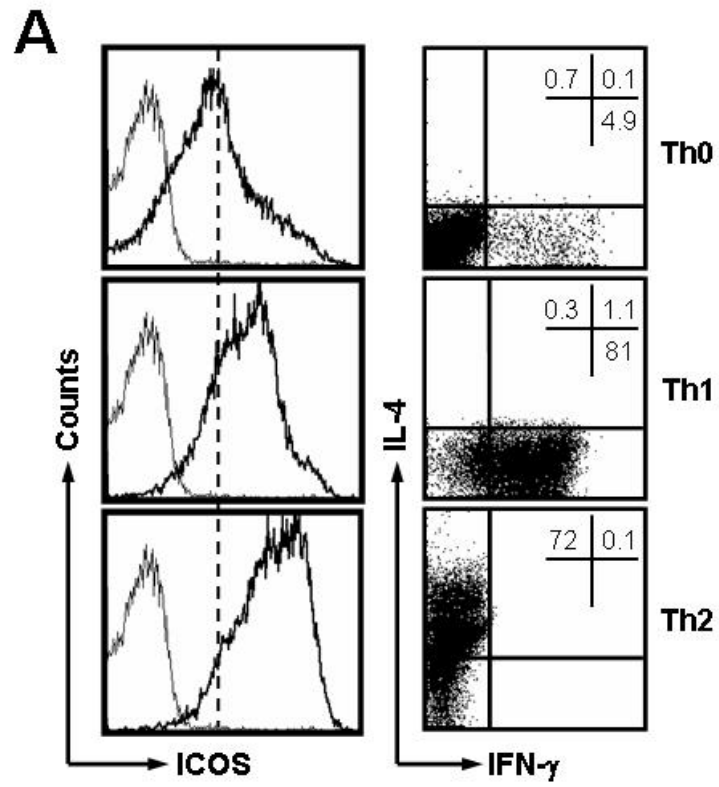 A
0.7 0.1
4.9
Th0
0.3 1.1
81
Th1
72 0.1
Th2
Counts
ICOS
IL-4
IFN-γ